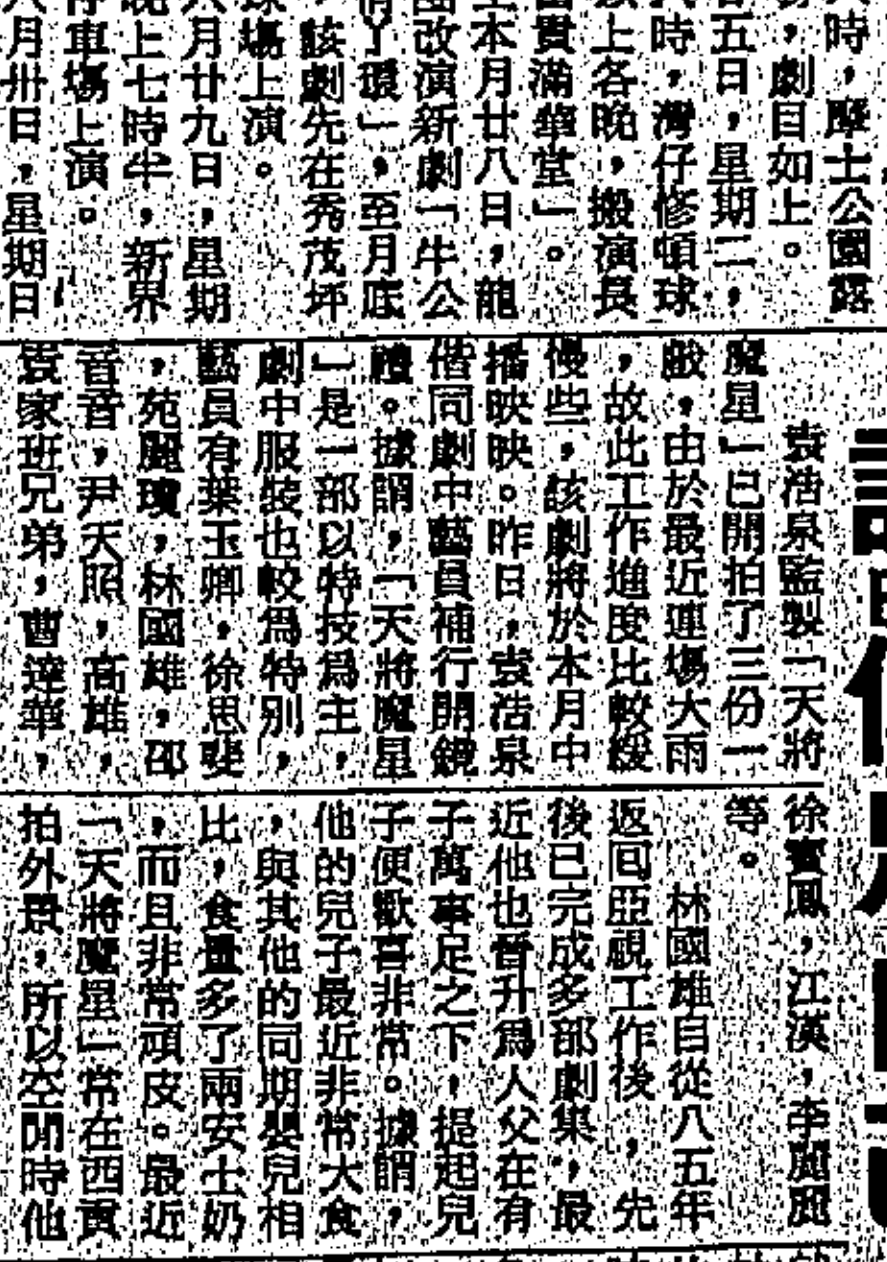 時，摩士公園露
，劇目如上。
五日，星期二，
時，灣仔修頓球
上各晚，搬演長
富貴滿華堂」。
至本月廿八日，龍
團改演新劇「牛公
俏丫環」，至月底
，該劇先在秀茂坪
球場上演。
八月廿九日，星期
晚上七時半，新界
停車場上演。
八月卅日，星期日
袁浩泉監製「天將
魔星」已開拍了三份一
戲，由於最近連場大雨
，故此工作進度比較緩
慢些，該劇將於本月中
播映映。昨日，袁浩泉
偕同劇中藝員補行開鏡
禮。據謂，「天將魔星
」是一部以特技爲主，
劇中服裝也較爲特別，
藝員有葉玉卿，徐思斐
，苑麗瓊，林國雄，邵
音音，尹天照，高雄，
袁家班兄弟，曹達華，
徐寶鳳，江漢，李麗麗
等。
林國雄自從八五年
返回亞視工作後，先
後已完成多部劇集，最
近他也晉升爲人父在有
子萬事足之下，提起兒
子便歡喜非常。據謂，
他的兒子最近非常大食
，與其他的同期嬰兒相
比，食量多了兩安士奶
，而且非常頑皮。最近
「天將魔星」常在西貢
拍外景，所以空閒時他